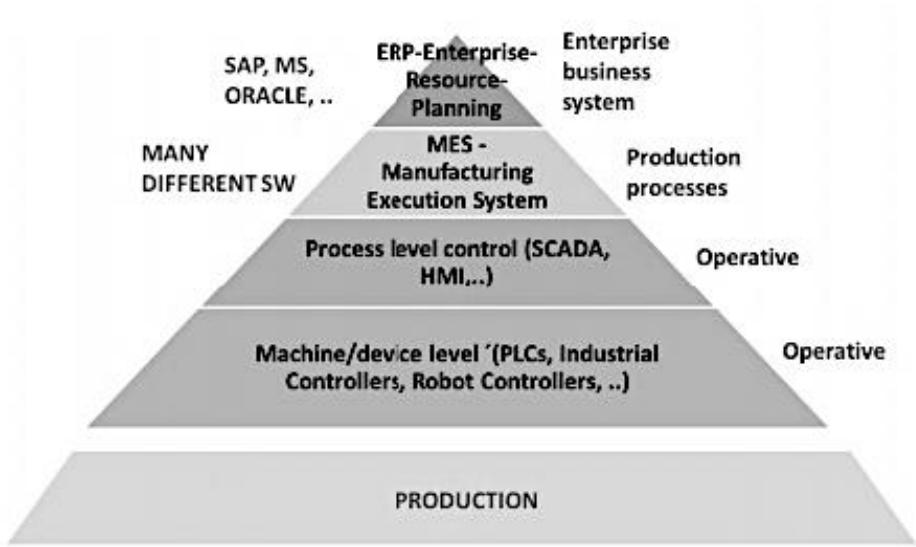 ERP-Enterprise-
Resource-
Planning
SAP, MS,
ORACLE, ..
Enterprise
business
system
MES -
Manufacturing
Execution System
MANY
DIFFERENT SW
Production
processes
Process level control (SCADA,
HMI,..)
Operative
Machine/device level ´(PLCs, Industrial
Controllers, Robot Controllers, ..)
Operative
PRODUCTION